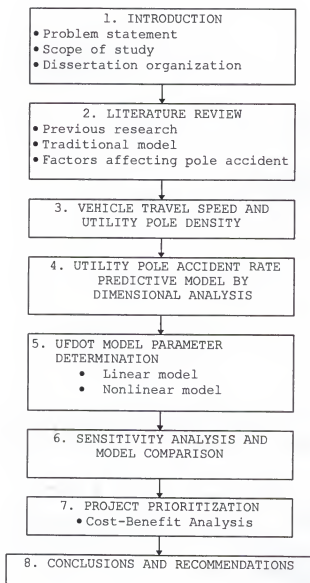 1. INTRODUCTION
• Problem statement
• Scope of study
• Dissertation organization
2. LITERATURE REVIEW
• Previous research
• Traditional model
• Factors affecting pole accident
3. VEHICLE TRAVEL SPEED AND
UTILITY POLE DENSITY
4. UTILITY POLE ACCIDENT RATE
PREDICTIVE MODEL BY
DIMENSIONAL ANALYSIS
5. UFDOT MODEL PARAMETER
DETERMINATION
• Linear model
• Nonlinear model
6. SENSITIVITY ANALYSIS AND
MODEL COMPARISON
7. PROJECT PRIORITIZATION
• Cost-Benefit Analysis
8. CONCLUSIONS AND RECOMMENDATIONS